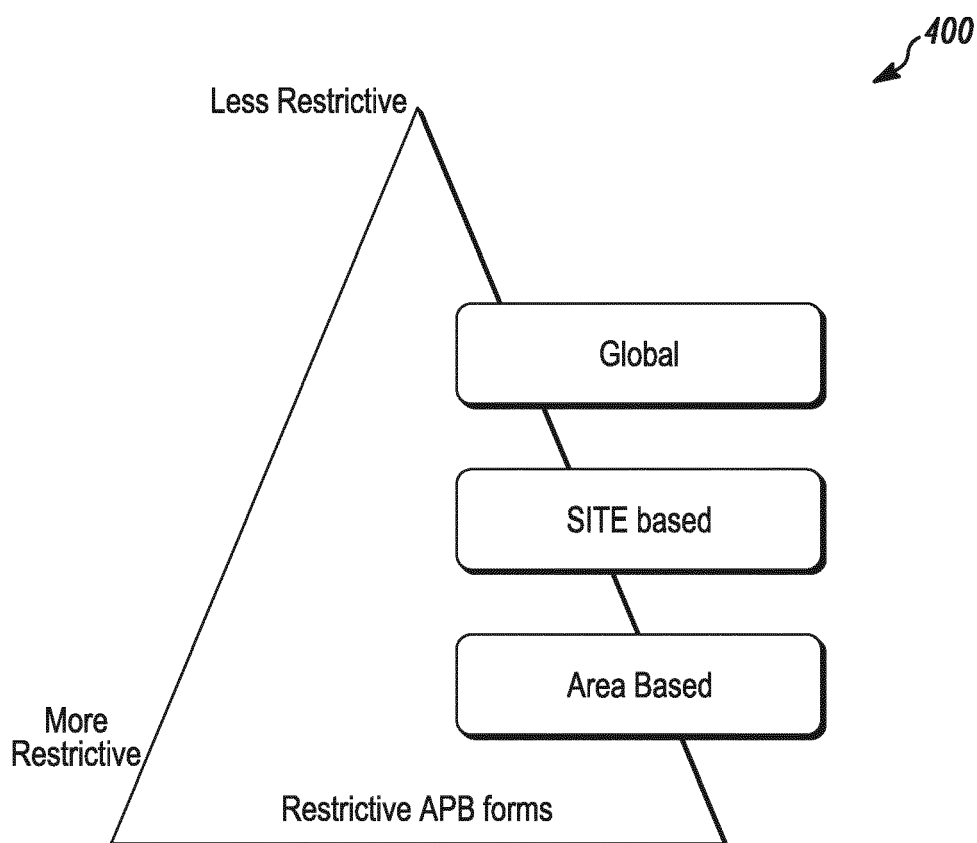 400
Less Restrictive
Global
SITE based
Area Based
More
Restrictive
Restrictive APB forms